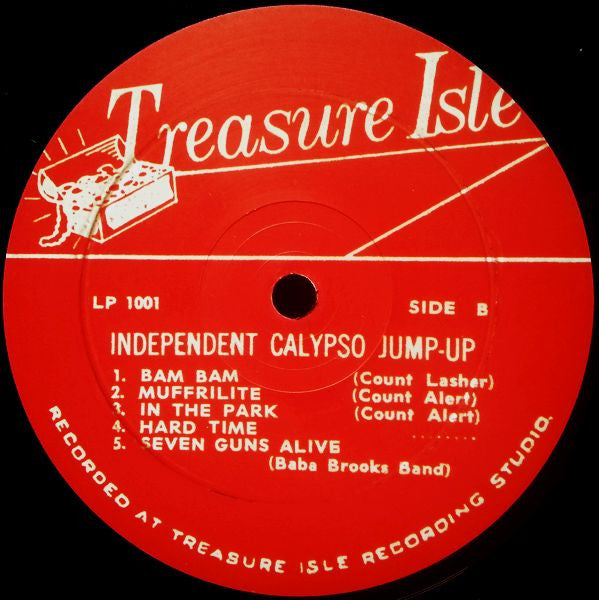 Treasure Isle
LP 1001 SIDE B
INDEPENDENT CALYPSO JUMP-UP
1. BAM BAM (Count Lasher)
2. MUFFRILITE (Count Alert)
3. IN THE PARK (Count Alert)
4. HARD TIME ........
5. SEVEN GUNS ALIVE
(Baba Brooks Band)
RECORDED AT TREASURE ISLE RECORDING STUDIO.